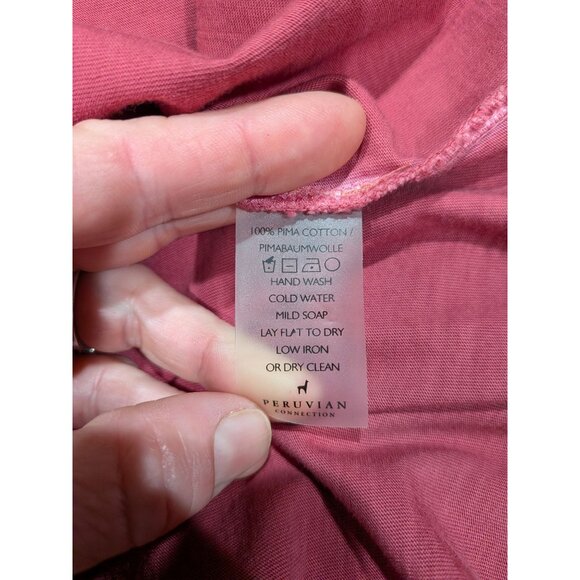 100% PIMA COTTON /
PIMABAUMWOLLE
HAND WASH
COLD WATER
MILD SOAP
LAY FLAT TO DRY
LOW IRON
OR DRY CLEAN
PERUVIAN
CONNECTION